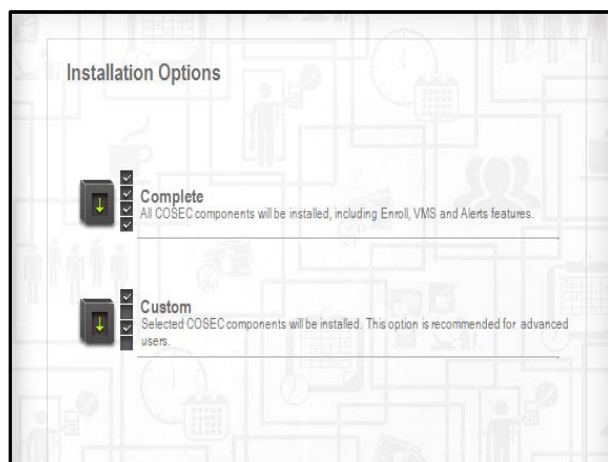 Installation Options
Complete
All COSEC components will be installed, including Enroll, VMS and Alerts features.
Custom
Selected COSEC components will be installed. This option is recommended for advanced
users.